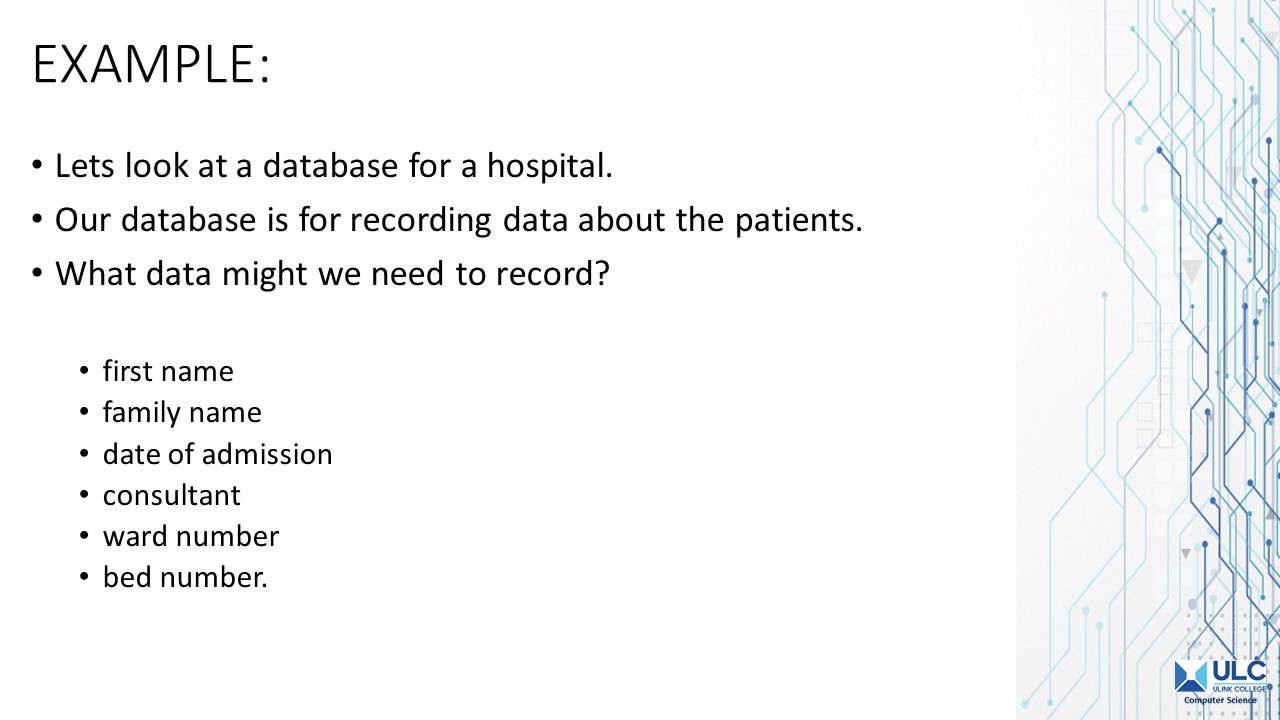 EXAMPLE:
• Lets look at a database for a hospital.
• Our database is for recording data about the patients.
• What data might we need to record?
• first name
• family name
• date of admission
• consultant
• ward number
• bed number.
ULC
ULINK COLLEGE
Computer Science